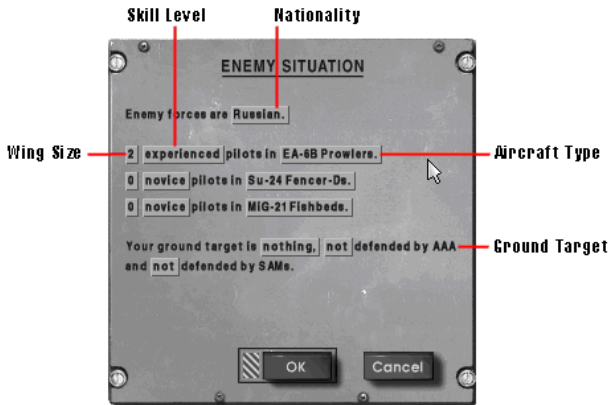 Skill Level Nationality
ENEMY SITUATION
Enemy forces are Russian.
Wing Size 2 experienced pilots in EA-6B Prowlers. Aircraft Type
0 novice pilots in Su-24 Fencer-Ds.
0 novice pilots in MiG-21 Fishbeds.
Your ground target is nothing, not defended by AAA Ground Target
and not defended by SAMs.
OK Cancel